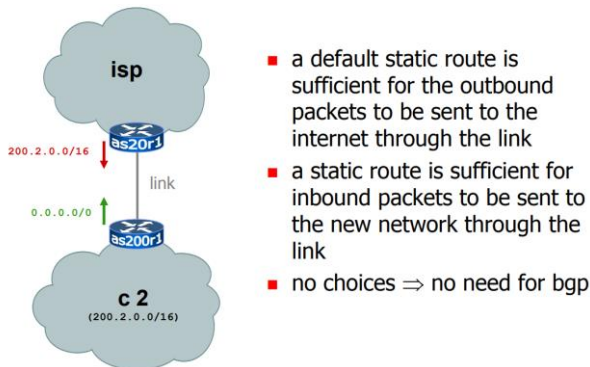 isp
as20r1
200.2.0.0/16
link
0.0.0.0/0
as200r1
c 2
(200.2.0.0/16)
a default static route is
sufficient for the outbound
packets to be sent to the
internet through the link
a static route is sufficient for
inbound packets to be sent to
the new network through the
link
no choices ⇒ no need for bgp